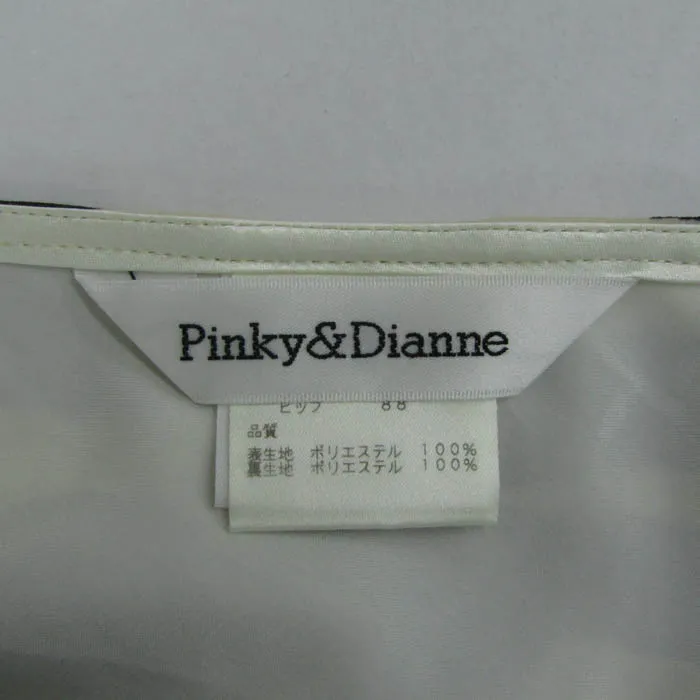 Pinky&Dianne
ヒップ 88
品質
表生地 ポリエステル 100%
裏生地 ポリエステル 100%